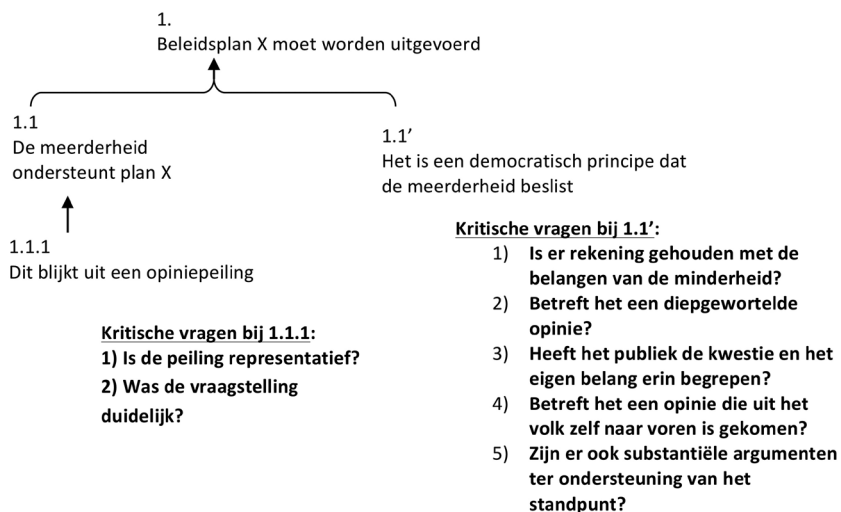 1.
Beleidsplan X moet worden uitgevoerd
1.1
De meerderheid
ondersteunt plan X
1.1’
Het is een democratisch principe dat
de meerderheid beslist
1.1.1
Dit blijkt uit een opiniepeiling
Kritische vragen bij 1.1.1:
1) Is de peiling representatief?
2) Was de vraagstelling
duidelijk?
Kritische vragen bij 1.1’:
1) Is er rekening gehouden met de
belangen van de minderheid?
2) Betreft het een diepgewortelde
opinie?
3) Heeft het publiek de kwestie en het
eigen belang erin begrepen?
4) Betreft het een opinie die uit het
volk zelf naar voren is gekomen?
5) Zijn er ook substantiële argumenten
ter ondersteuning van het
standpunt?